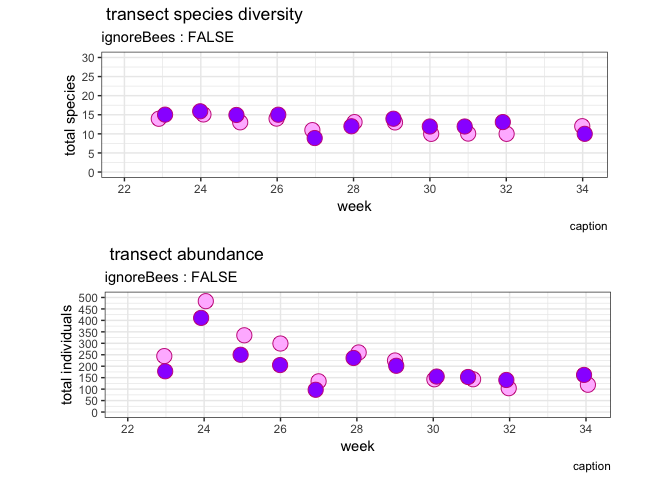 transect species diversity
ignoreBees : FALSE
30
25
20
15
10
5
0
total species
22 24 26 28 30 32 34
week
caption
transect abundance
ignoreBees : FALSE
500
450
400
350
300
250
200
150
100
50
0
total individuals
22 24 26 28 30 32 34
week
caption